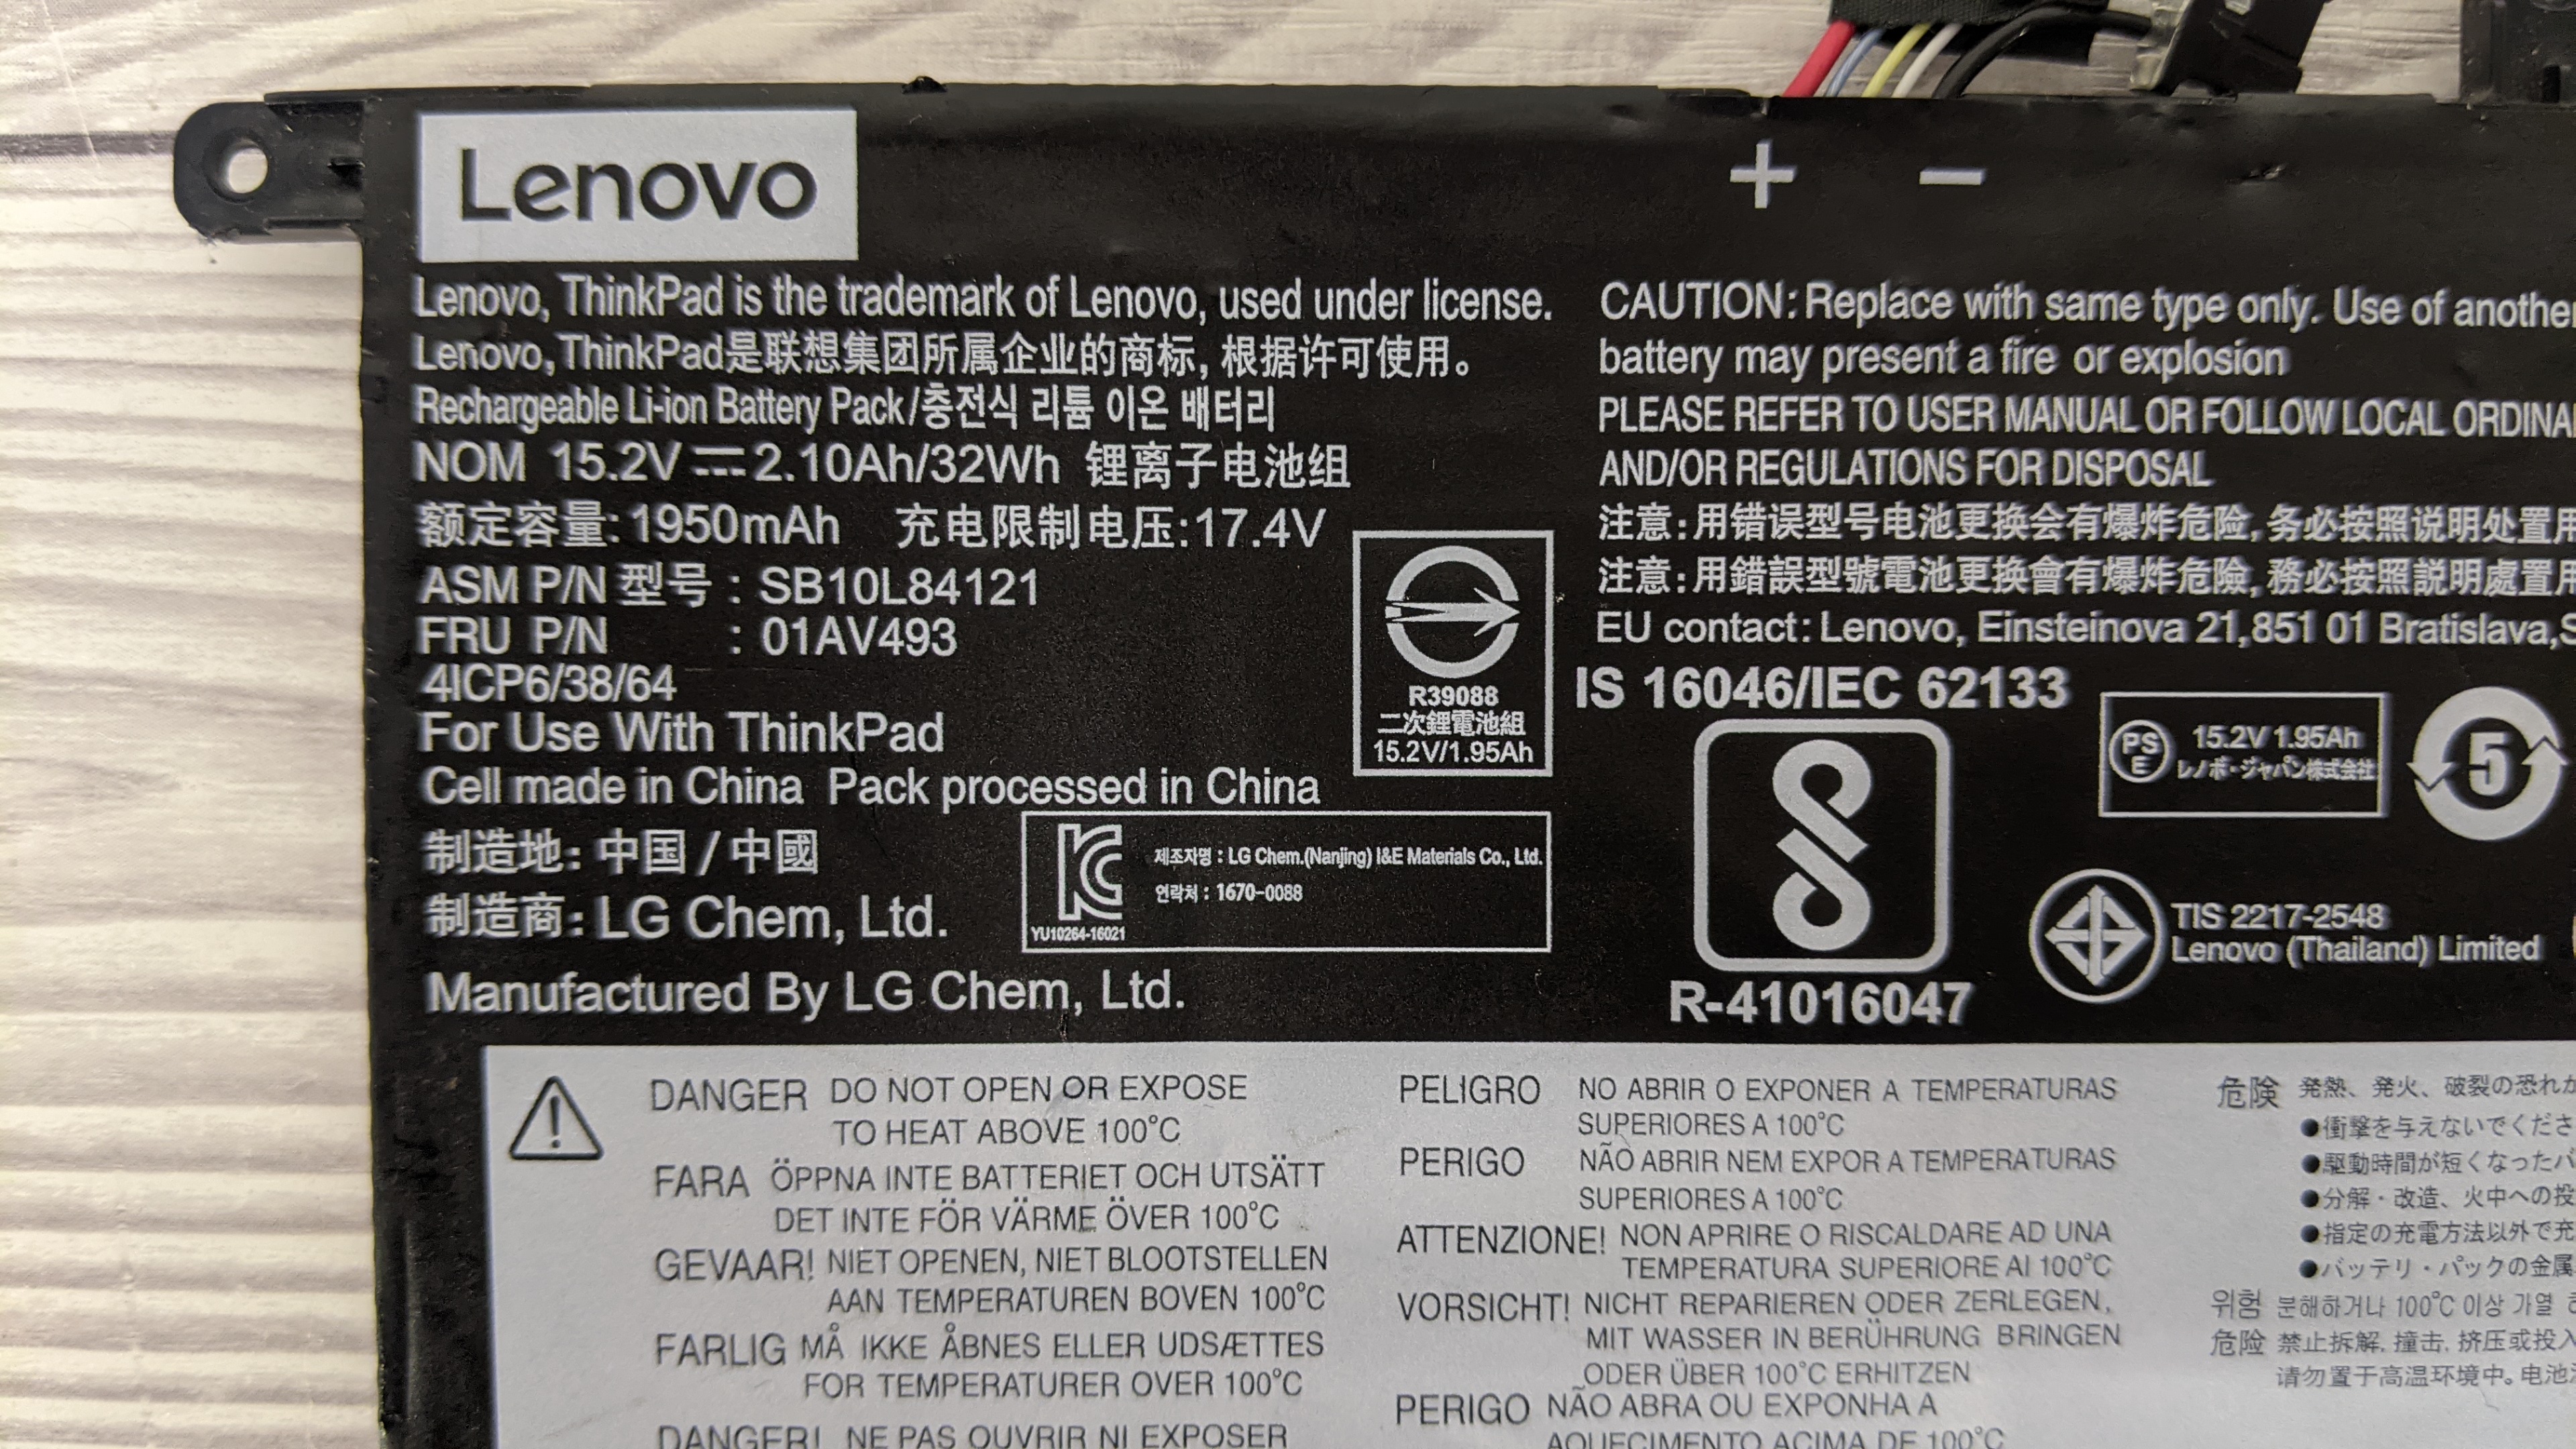 Lenovo
+ −
Lenovo, ThinkPad is the trademark of Lenovo, used under license.
Lenovo, ThinkPad是联想集团所属企业的商标，根据许可使用。
Rechargeable Li-ion Battery Pack/충전식 리튬 이온 배터리
NOM 15.2V⎓2.10Ah/32Wh 锂离子电池组
额定容量: 1950mAh 充电限制电压:17.4V
ASM P/N 型号 : SB10L84121
FRU P/N : 01AV493
4ICP6/38/64
For Use With ThinkPad
Cell made in China Pack processed in China
制造地: 中国 / 中國
制造商: LG Chem, Ltd.
Manufactured By LG Chem, Ltd.
R39088
二次鋰電池組
15.2V/1.95Ah
제조자명 : LG Chem.(Nanjing) I&E Materials Co., Ltd.
연락처 : 1670-0088
YU10264-16021
CAUTION: Replace with same type only. Use of another
battery may present a fire or explosion
PLEASE REFER TO USER MANUAL OR FOLLOW LOCAL
AND/OR REGULATIONS FOR DISPOSAL
注意: 用错误型号电池更换会有爆炸危险, 务必按照说明处置用
注意: 用錯誤型號電池更換會有爆炸危險, 務必按照説明處置用
EU contact: Lenovo, Einsteinova 21, 851 01 Bratislava,
IS 16046/IEC 62133
R-41016047
PS E
15.2V 1.95Ah
レノボ・ジャパン株式会社
5
TIS 2217-2548
Lenovo (Thailand) Limited
DANGER DO NOT OPEN OR EXPOSE
TO HEAT ABOVE 100°C
FARA ÖPPNA INTE BATTERIET OCH UTSÄTT
DET INTE FÖR VÄRME ÖVER 100°C
GEVAAR! NIET OPENEN, NIET BLOOTSTELLEN
AAN TEMPERATUREN BOVEN 100°C
FARLIG MÅ IKKE ÅBNES ELLER UDSÆTTES
FOR TEMPERATURER OVER 100°C
DANGER! NE PAS OUVRIR NI EXPOSER
PELIGRO NO ABRIR O EXPONER A TEMPERATURAS
SUPERIORES A 100°C
PERIGO NÃO ABRIR NEM EXPOR A TEMPERATURAS
SUPERIORES A 100°C
ATTENZIONE! NON APRIRE O RISCALDARE AD UNA
TEMPERATURA SUPERIORE AI 100°C
VORSICHT! NICHT REPARIEREN ODER ZERLEGEN,
MIT WASSER IN BERÜHRUNG BRINGEN
ODER ÜBER 100°C ERHITZEN
PERIGO NÃO ABRA OU EXPONHA A
AQUECIMENTO ACIMA DE 100°C
危険 発熱、発火、破裂の恐れが
●衝撃を与えないでくださ
●駆動時間が短くなったバ
●分解・改造、火中への投
●指定の充電方法以外で充
●バッテリ・パックの金属
위험 분해하거나 100°C 이상 가열
危险 禁止拆解, 撞击, 挤压或投入
请勿置于高温环境中。电池